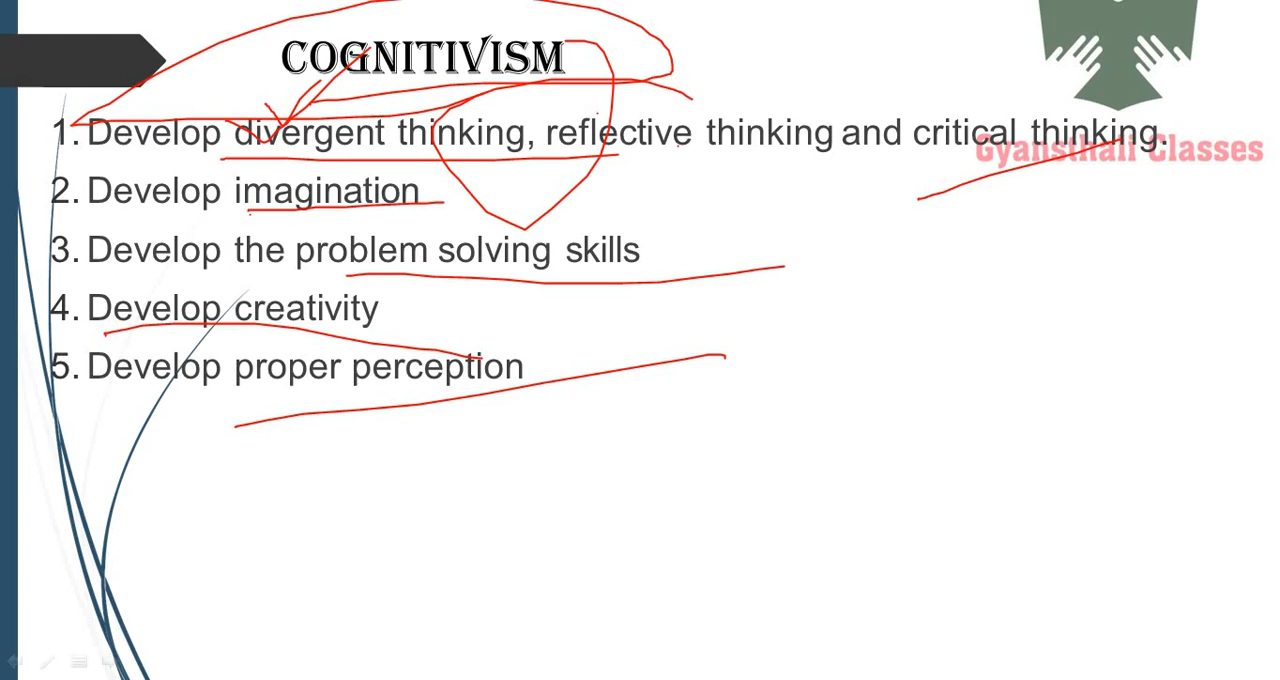 COGNITIVISM
1. Develop divergent thinking, reflective thinking and critical thinking.
Gyansthali Classes
2. Develop imagination
3. Develop the problem solving skills
4. Develop creativity
5. Develop proper perception